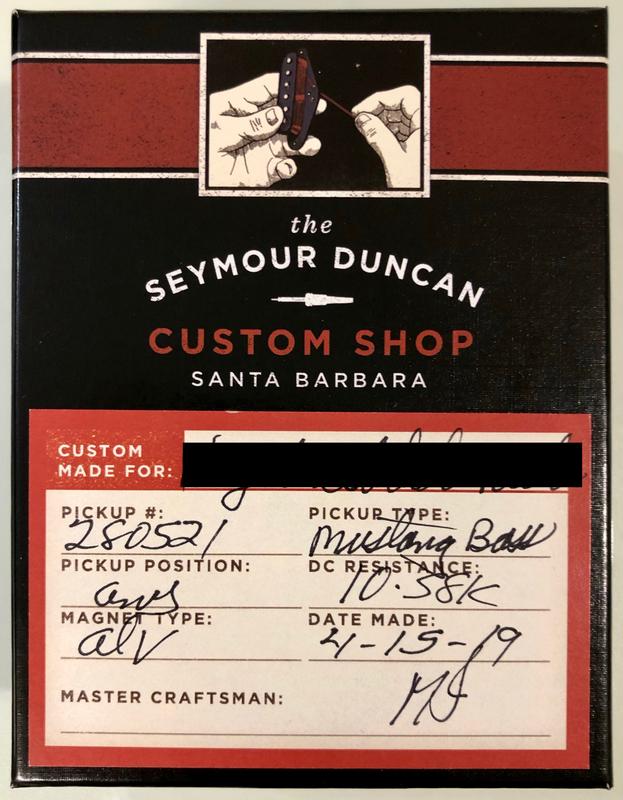 the
SEYMOUR DUNCAN
CUSTOM SHOP
SANTA BARBARA
CUSTOM
MADE FOR:
PICKUP #: PICKUP TYPE:
280521 Mustang Bass
PICKUP POSITION: DC RESISTANCE:
10.58K
MAGNET TYPE: DATE MADE:
alV 4-15-19
MASTER CRAFTSMAN: MJ